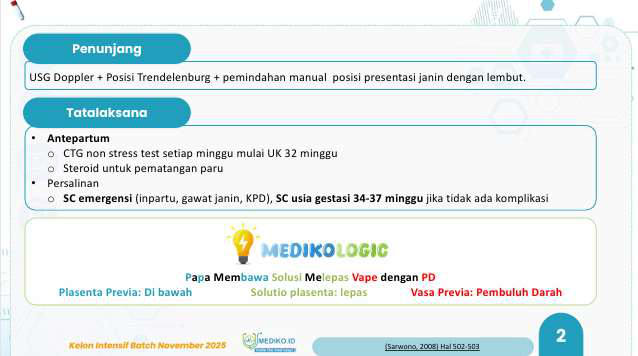 Penunjang
USG Doppler + Posisi Trendelenburg + pemindahan manual posisi presentasi janin dengan lembut.
Tatalaksana
• Antepartum
o CTG non stress test setiap minggu mulai UK 32 minggu
o Steroid untuk pematangan paru
• Persalinan
o SC emergensi (inpartu, gawat janin, KPD), SC usia gestasi 34-37 minggu jika tidak ada komplikasi
MEDIKOLOGIC
Papa Membawa Solusi Melepas Vape dengan PD
Plasenta Previa: Di bawah Solutio plasenta: lepas Vasa Previa: Pembuluh Darah
Kelon Intensif Batch November 2025
MEDIKO.ID
(Sarwono, 2008) Hal 502-503
2